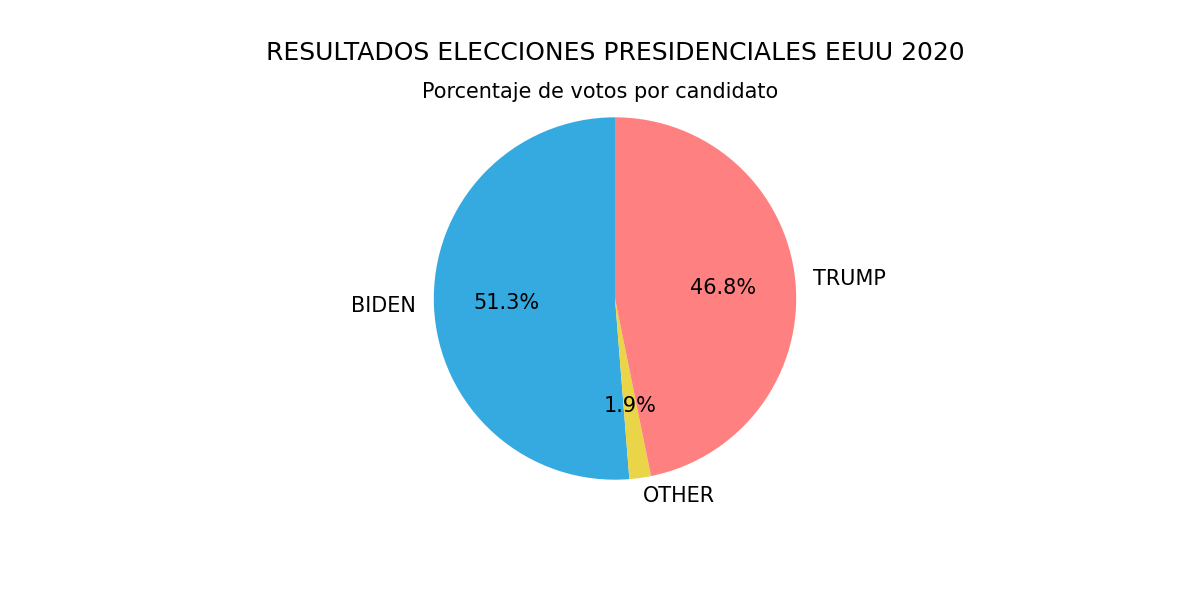 RESULTADOS ELECCIONES PRESIDENCIALES EEUU 2020
Porcentaje de votos por candidato
TRUMP
46.8%
BIDEN
51.3%
1.9%
OTHER